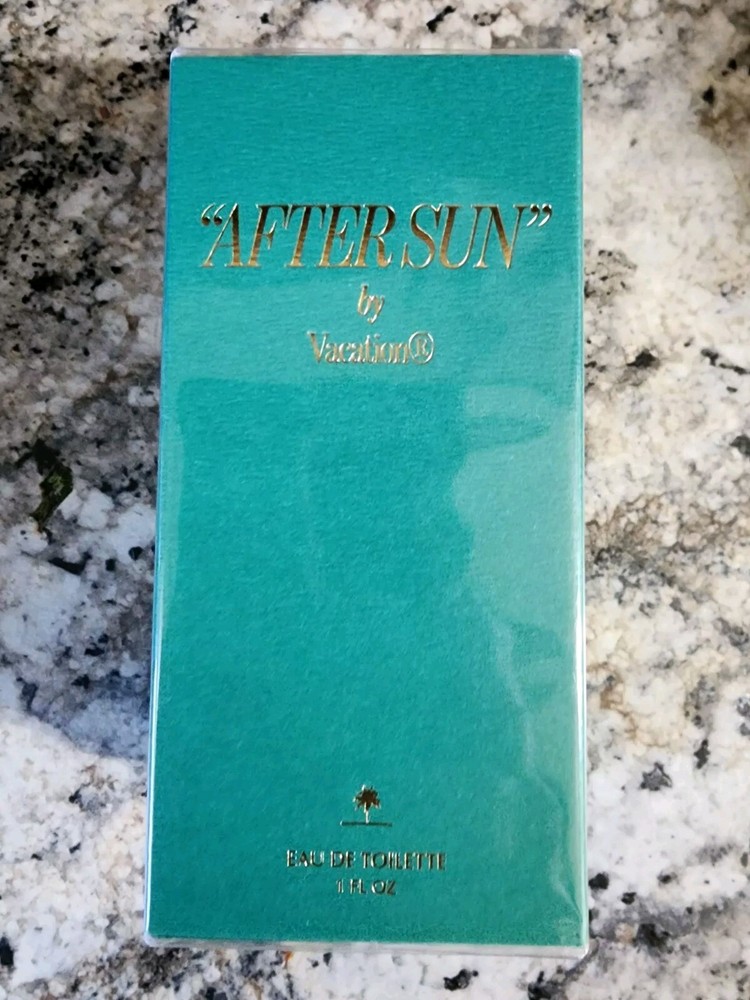 “AFTER SUN”
by
Vacation®
EAU DE TOILETTE
1 FL OZ